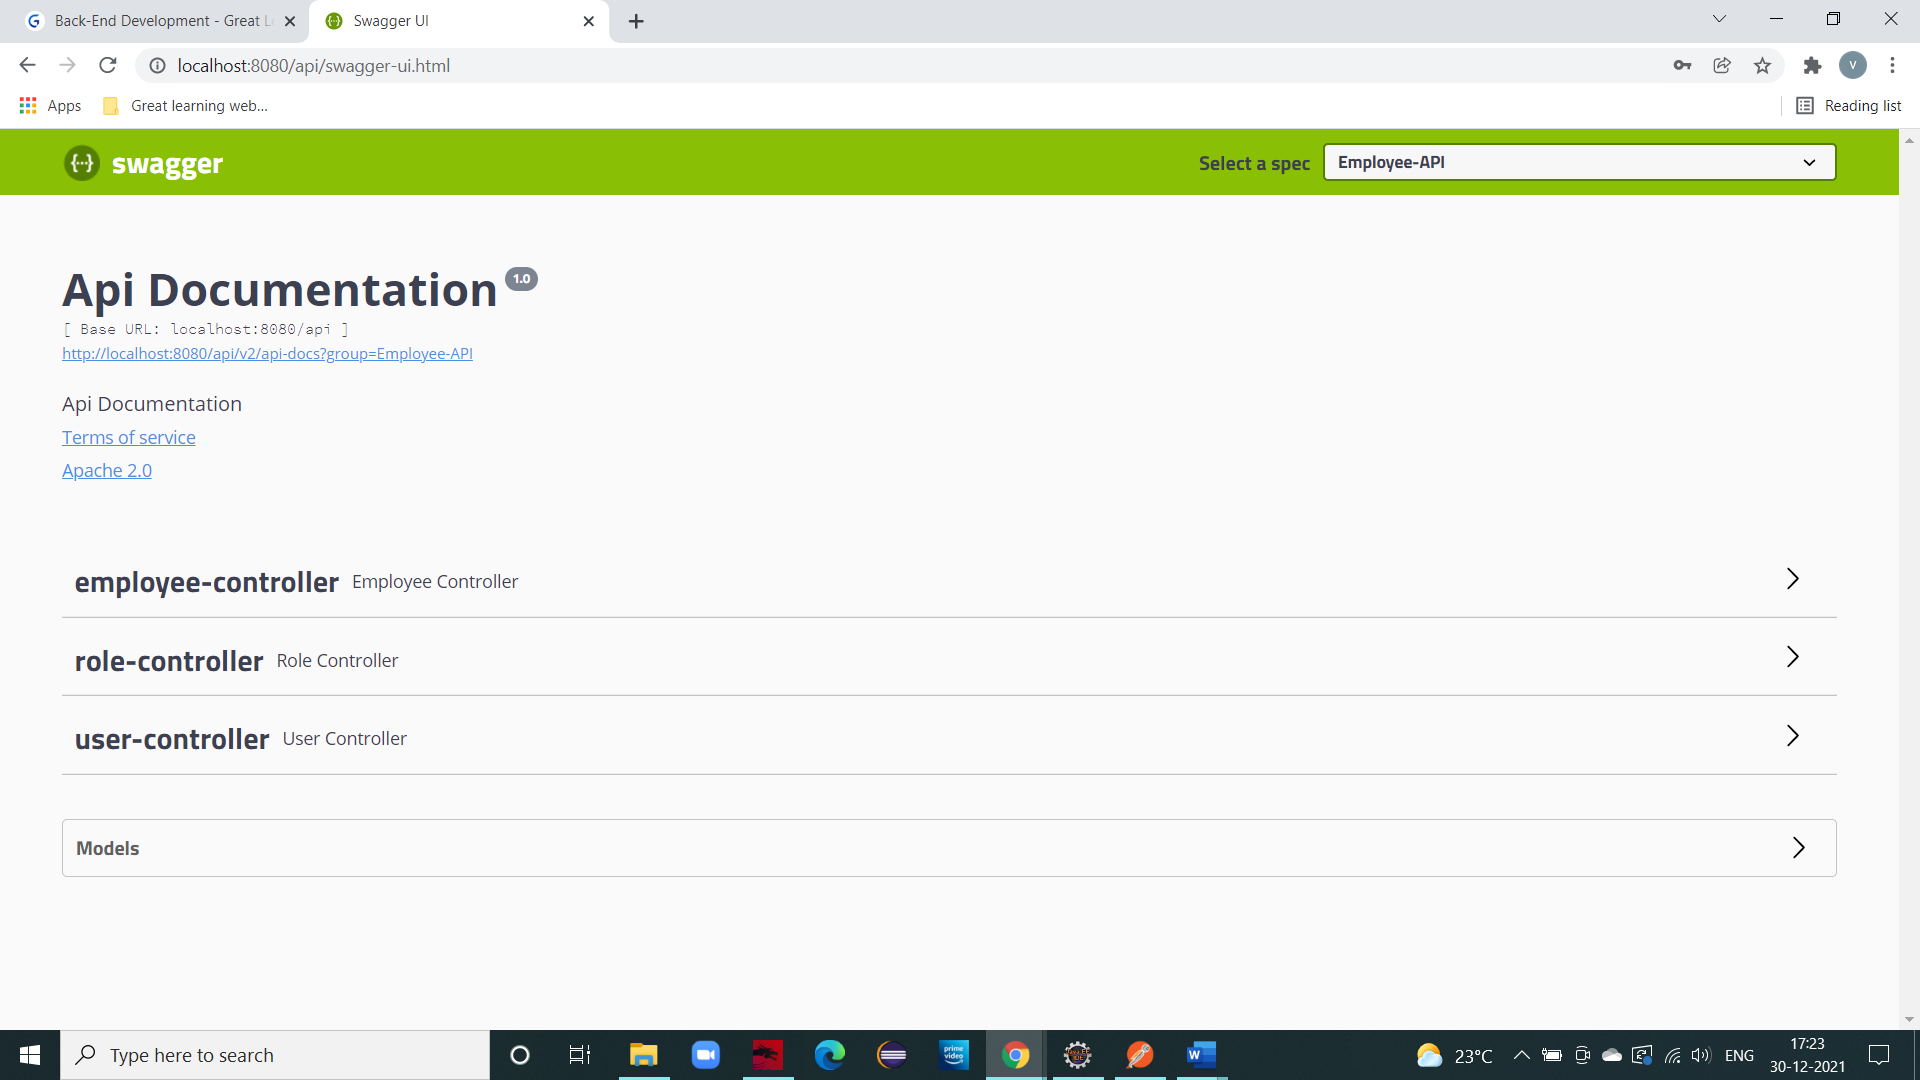 Back-End Development - Great L
Swagger UI
localhost:8080/api/swagger-ui.html
V
Apps
Great learning web...
Reading list
{...} swagger
Select a spec
Employee-API
Api Documentation 1.0
[ Base URL: localhost:8080/api ]
http://localhost:8080/api/v2/api-docs?group=Employee-API
Api Documentation
Terms of service
Apache 2.0
employee-controller Employee Controller
role-controller Role Controller
user-controller User Controller
Models
Type here to search
prime video
W
23°C
ENG
17:23
30-12-2021